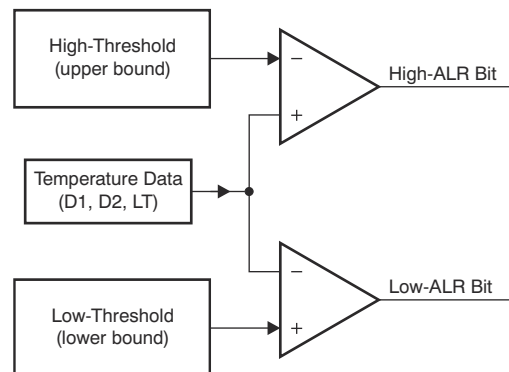 High-Threshold
(upper bound)
−
+
High-ALR Bit
Temperature Data
(D1, D2, LT)
−
+
Low-ALR Bit
Low-Threshold
(lower bound)